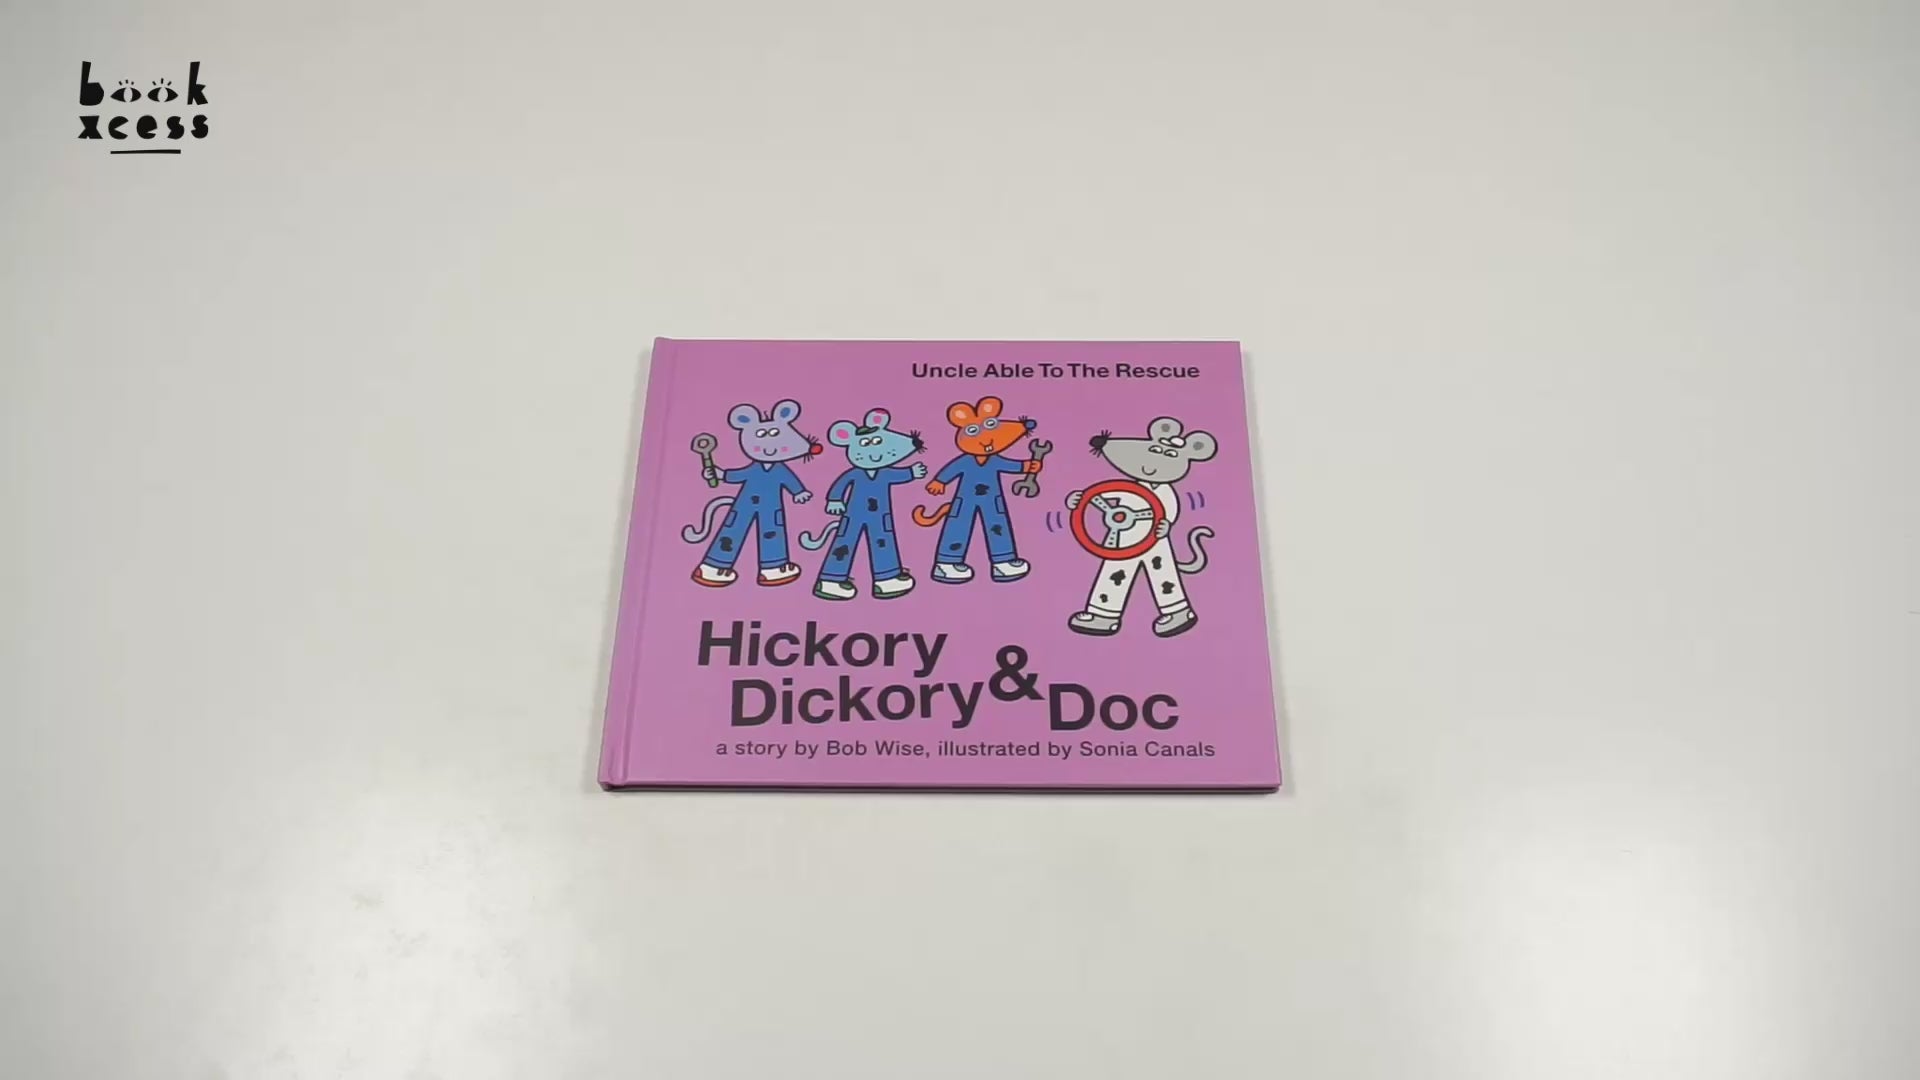 book
xcess
Uncle Able To The Rescue
Hickory
Dickory & Doc
a story by Bob Wise, illustrated by Sonia Canals